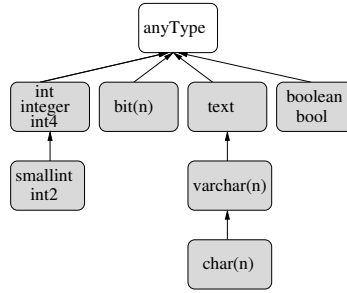 anyType
int
integer
int4
bit(n)
text
boolean
bool
smallint
int2
varchar(n)
char(n)